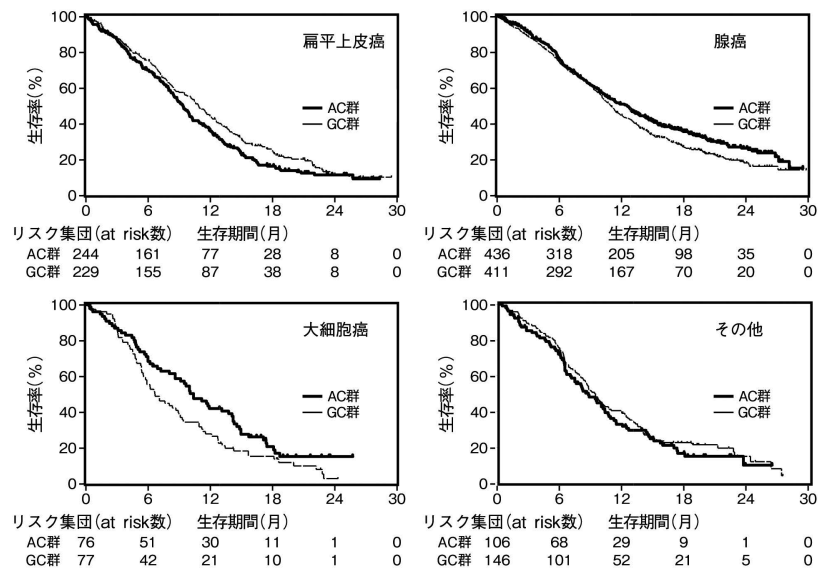 100
80
60
40
20
0
生存率(%)
扁平上皮癌
AC群
GC群
0 6 12 18 24 30
リスク集団(at risk数) 生存期間(月)
AC群 244 161 77 28 8 0
GC群 229 155 87 38 8 0
100
80
60
40
20
0
生存率(%)
腺癌
AC群
GC群
0 6 12 18 24 30
リスク集団(at risk数) 生存期間(月)
AC群 436 318 205 98 35 0
GC群 411 292 167 70 20 0
100
80
60
40
20
0
生存率(%)
大細胞癌
AC群
GC群
0 6 12 18 24 30
リスク集団(at risk数) 生存期間(月)
AC群 76 51 30 11 1 0
GC群 77 42 21 10 1 0
100
80
60
40
20
0
生存率(%)
その他
AC群
GC群
0 6 12 18 24 30
リスク集団(at risk数) 生存期間(月)
AC群 106 68 29 9 1 0
GC群 146 101 52 21 5 0